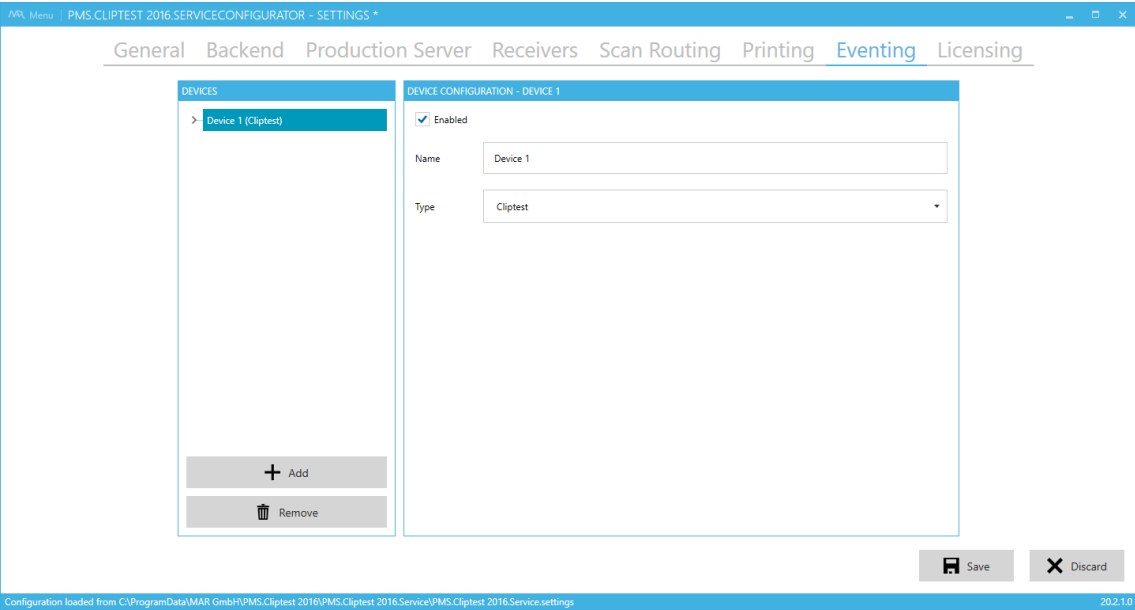 MAR Menu PMS.CLIPTEST 2016.SERVICECONFIGURATOR - SETTINGS *
General Backend Production Server Receivers Scan Routing Printing Eventing Licensing
DEVICES
Device 1 (Cliptest)
Add
Remove
DEVICE CONFIGURATION - DEVICE 1
Enabled
Name Device 1
Type Cliptest
Save Discard
Configuration loaded from C:\ProgramData\MAR GmbH\PMS.Cliptest 2016\PMS.Cliptest 2016.Service\PMS.Cliptest 2016.Service.settings 20.2.1.0